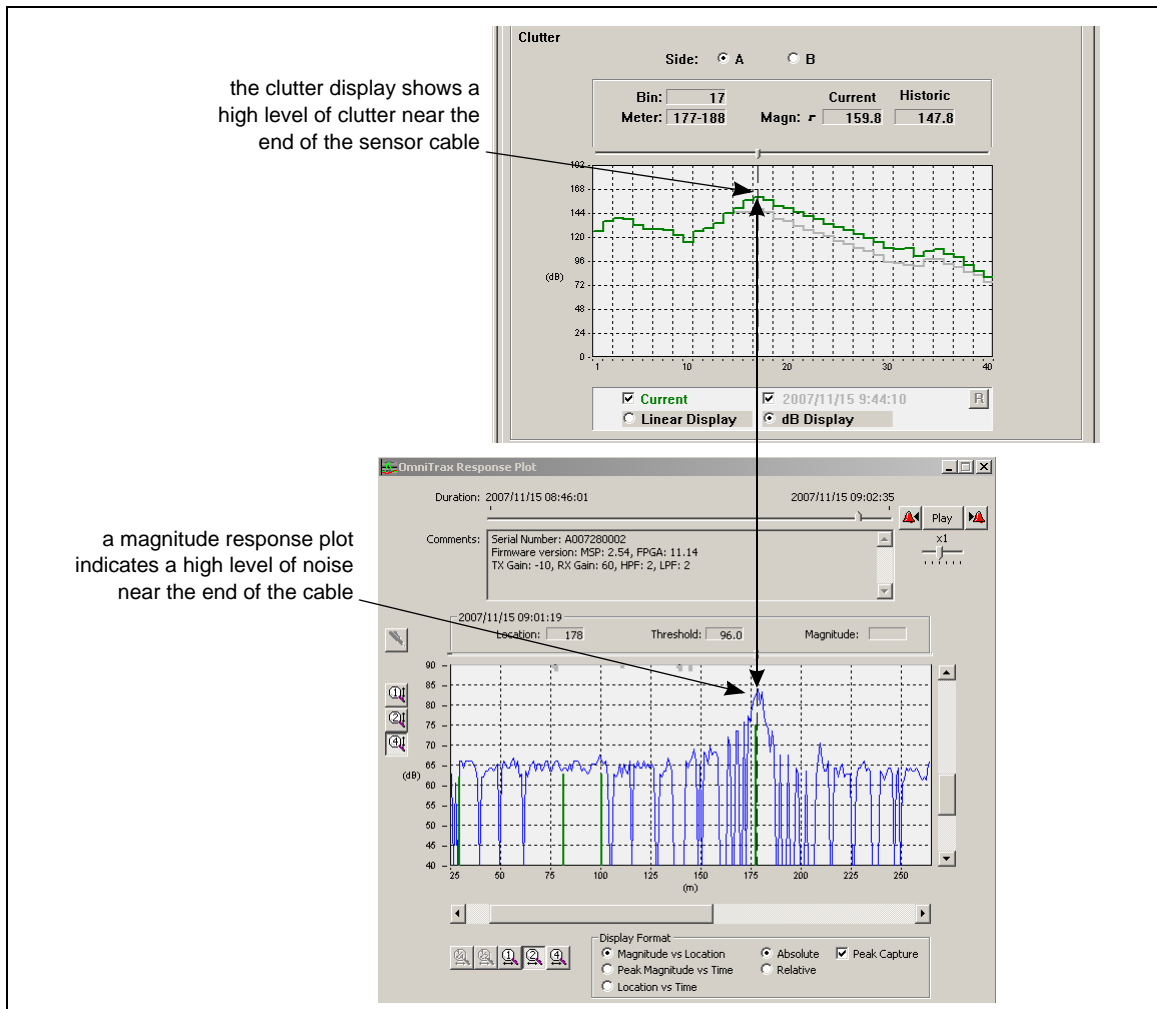 Clutter
Side: A B
the clutter display shows a
high level of clutter near the
end of the sensor cable
Bin: 17 Current Historic
Meter: 177-188 Magn: 159.8 147.8
192
168
144
120
96
(dB)
72
48
24
0
1 10 20 30 40
Current 2007/11/15 9:44:10 R
Linear Display dB Display
OmniTrax Response Plot
Duration: 2007/11/15 08:46:01 2007/11/15 09:02:35
Play
x1
Comments: Serial Number: A007280002
Firmware version: MSP: 2.54, FPGA: 11.14
TX Gain: -10, RX Gain: 60, HPF: 2, LPF: 2
a magnitude response plot
indicates a high level of noise
near the end of the cable
2007/11/15 09:01:19
Location: 178 Threshold: 96.0 Magnitude:
90
85
80
75
70
65
(dB)
60
55
50
45
40
1
2
4
25 50 75 100 125 150 175 200 225 250
(m)
1 2 4
Display Format
Magnitude vs Location Absolute Peak Capture
Peak Magnitude vs Time Relative
Location vs Time